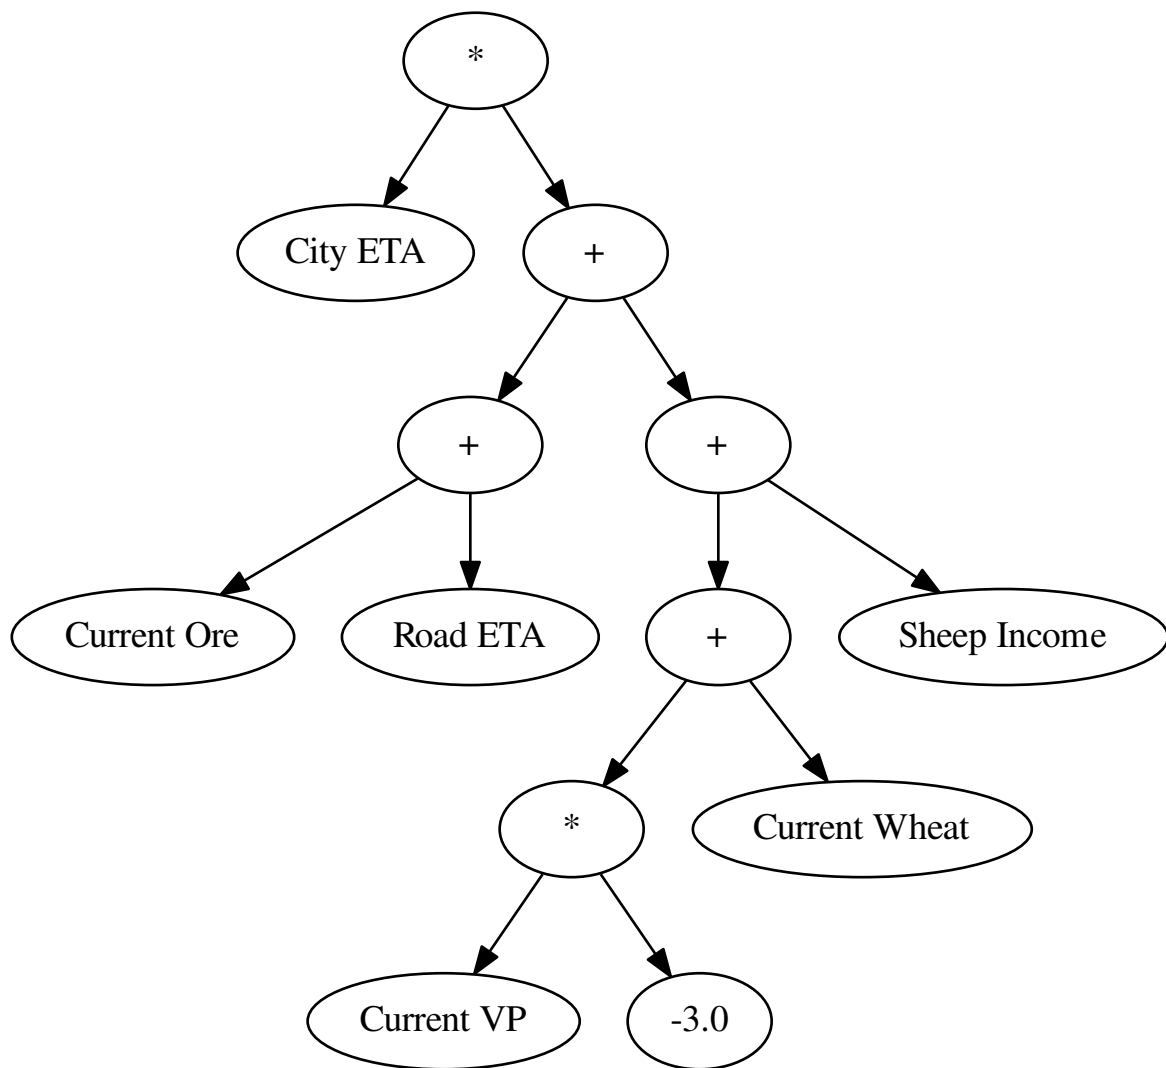 *
City ETA
+
+
+
Current Ore
Road ETA
+
Sheep Income
*
Current Wheat
Current VP
-3.0